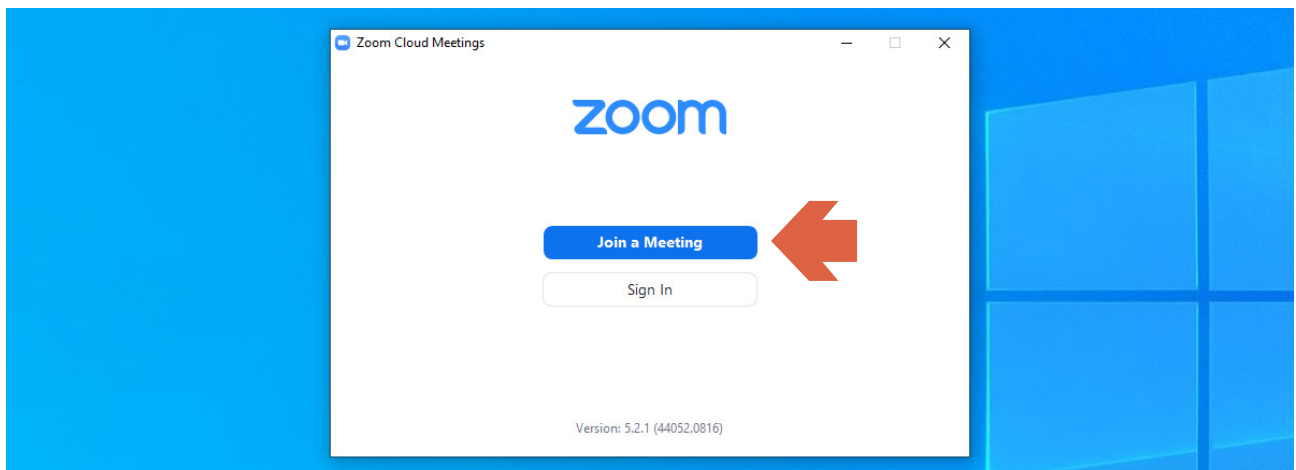 Zoom Cloud Meetings
zoom
Join a Meeting
Sign In
Version: 5.2.1 (44052.0816)